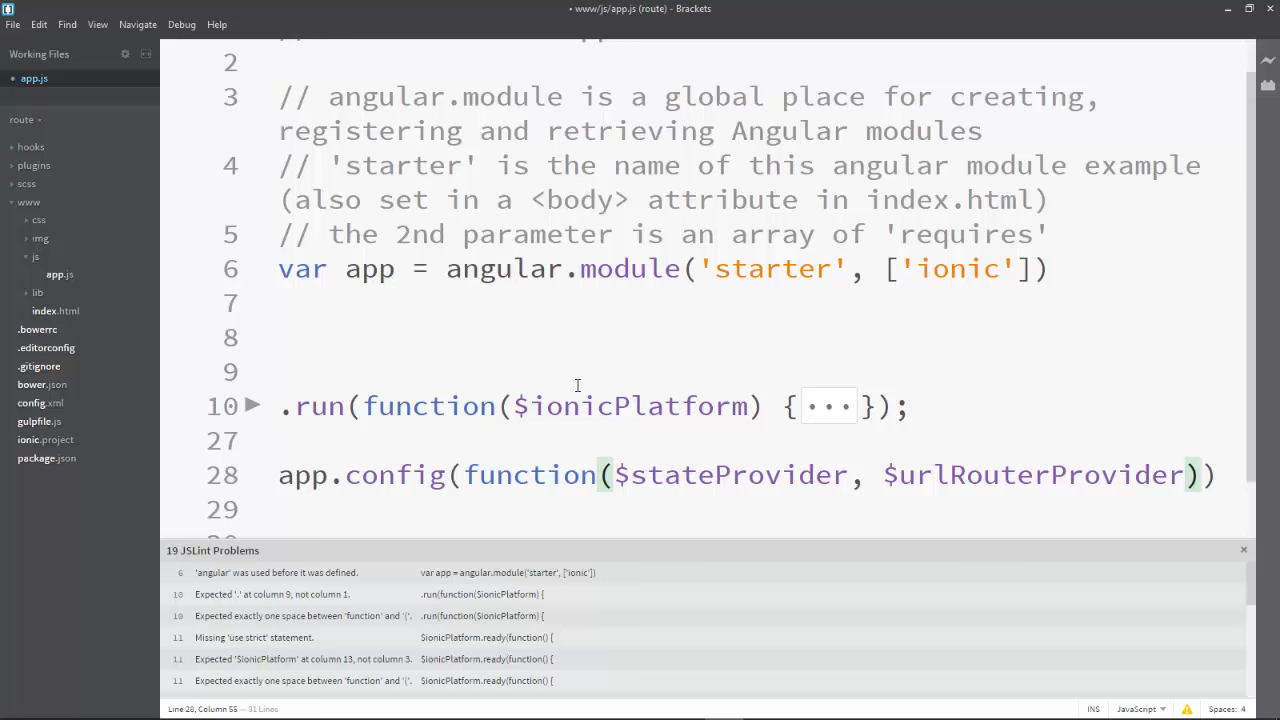 • www/js/app.js (route) - Brackets
File Edit Find View Navigate Debug Help
Working Files
• app.js
route
hooks
plugins
scss
www
css
img
js
app.js
lib
index.html
.bowerrc
.editorconfig
.gitignore
bower.json
config.xml
gulpfile.js
ionic.project
package.json
2
3 // angular.module is a global place for creating,
registering and retrieving Angular modules
4 // 'starter' is the name of this angular module example
(also set in a <body> attribute in index.html)
5 // the 2nd parameter is an array of 'requires'
6 var app = angular.module('starter', ['ionic'])
7
8
9
10 .run(function($ionicPlatform) {...});
27
28 app.config(function($stateProvider, $urlRouterProvider))
29
19 JSLint Problems
6 'angular' was used before it was defined. var app = angular.module('starter', ['ionic'])
10 Expected '.' at column 9, not column 1. .run(function($ionicPlatform) {
10 Expected exactly one space between 'function' and '('. .run(function($ionicPlatform) {
11 Missing 'use strict' statement. $ionicPlatform.ready(function() {
11 Expected '$ionicPlatform' at column 13, not column 3. $ionicPlatform.ready(function() {
11 Expected exactly one space between 'function' and '('. $ionicPlatform.ready(function() {
Line 28, Column 55 — 31 Lines
INS JavaScript Spaces: 4